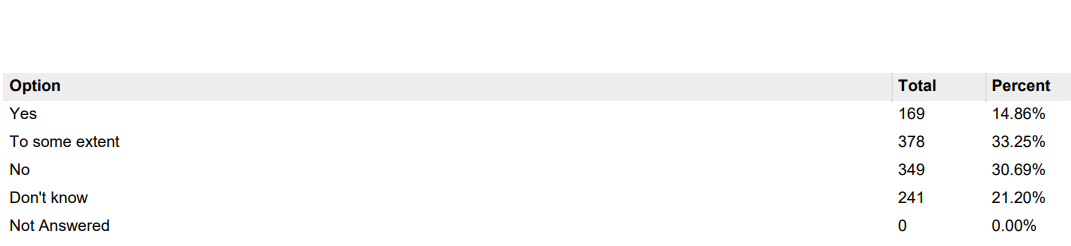 Option Total Percent
Yes 169 14.86%
To some extent 378 33.25%
No 349 30.69%
Don't know 241 21.20%
Not Answered 0 0.00%